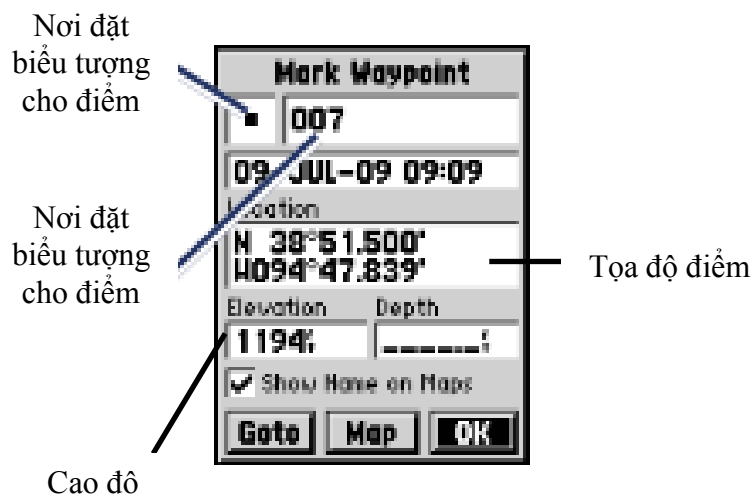 Nơi đặt
biểu tượng
cho điểm
Nơi đặt
biểu tượng
cho điểm
Cao độ
Mark Waypoint
007
09-JUL-09 09:09
Location
N 38°51.500'
W094°47.839'
Elevation Depth
1194ft ______ft
Show Name on Maps
Goto Map OK
Tọa độ điểm